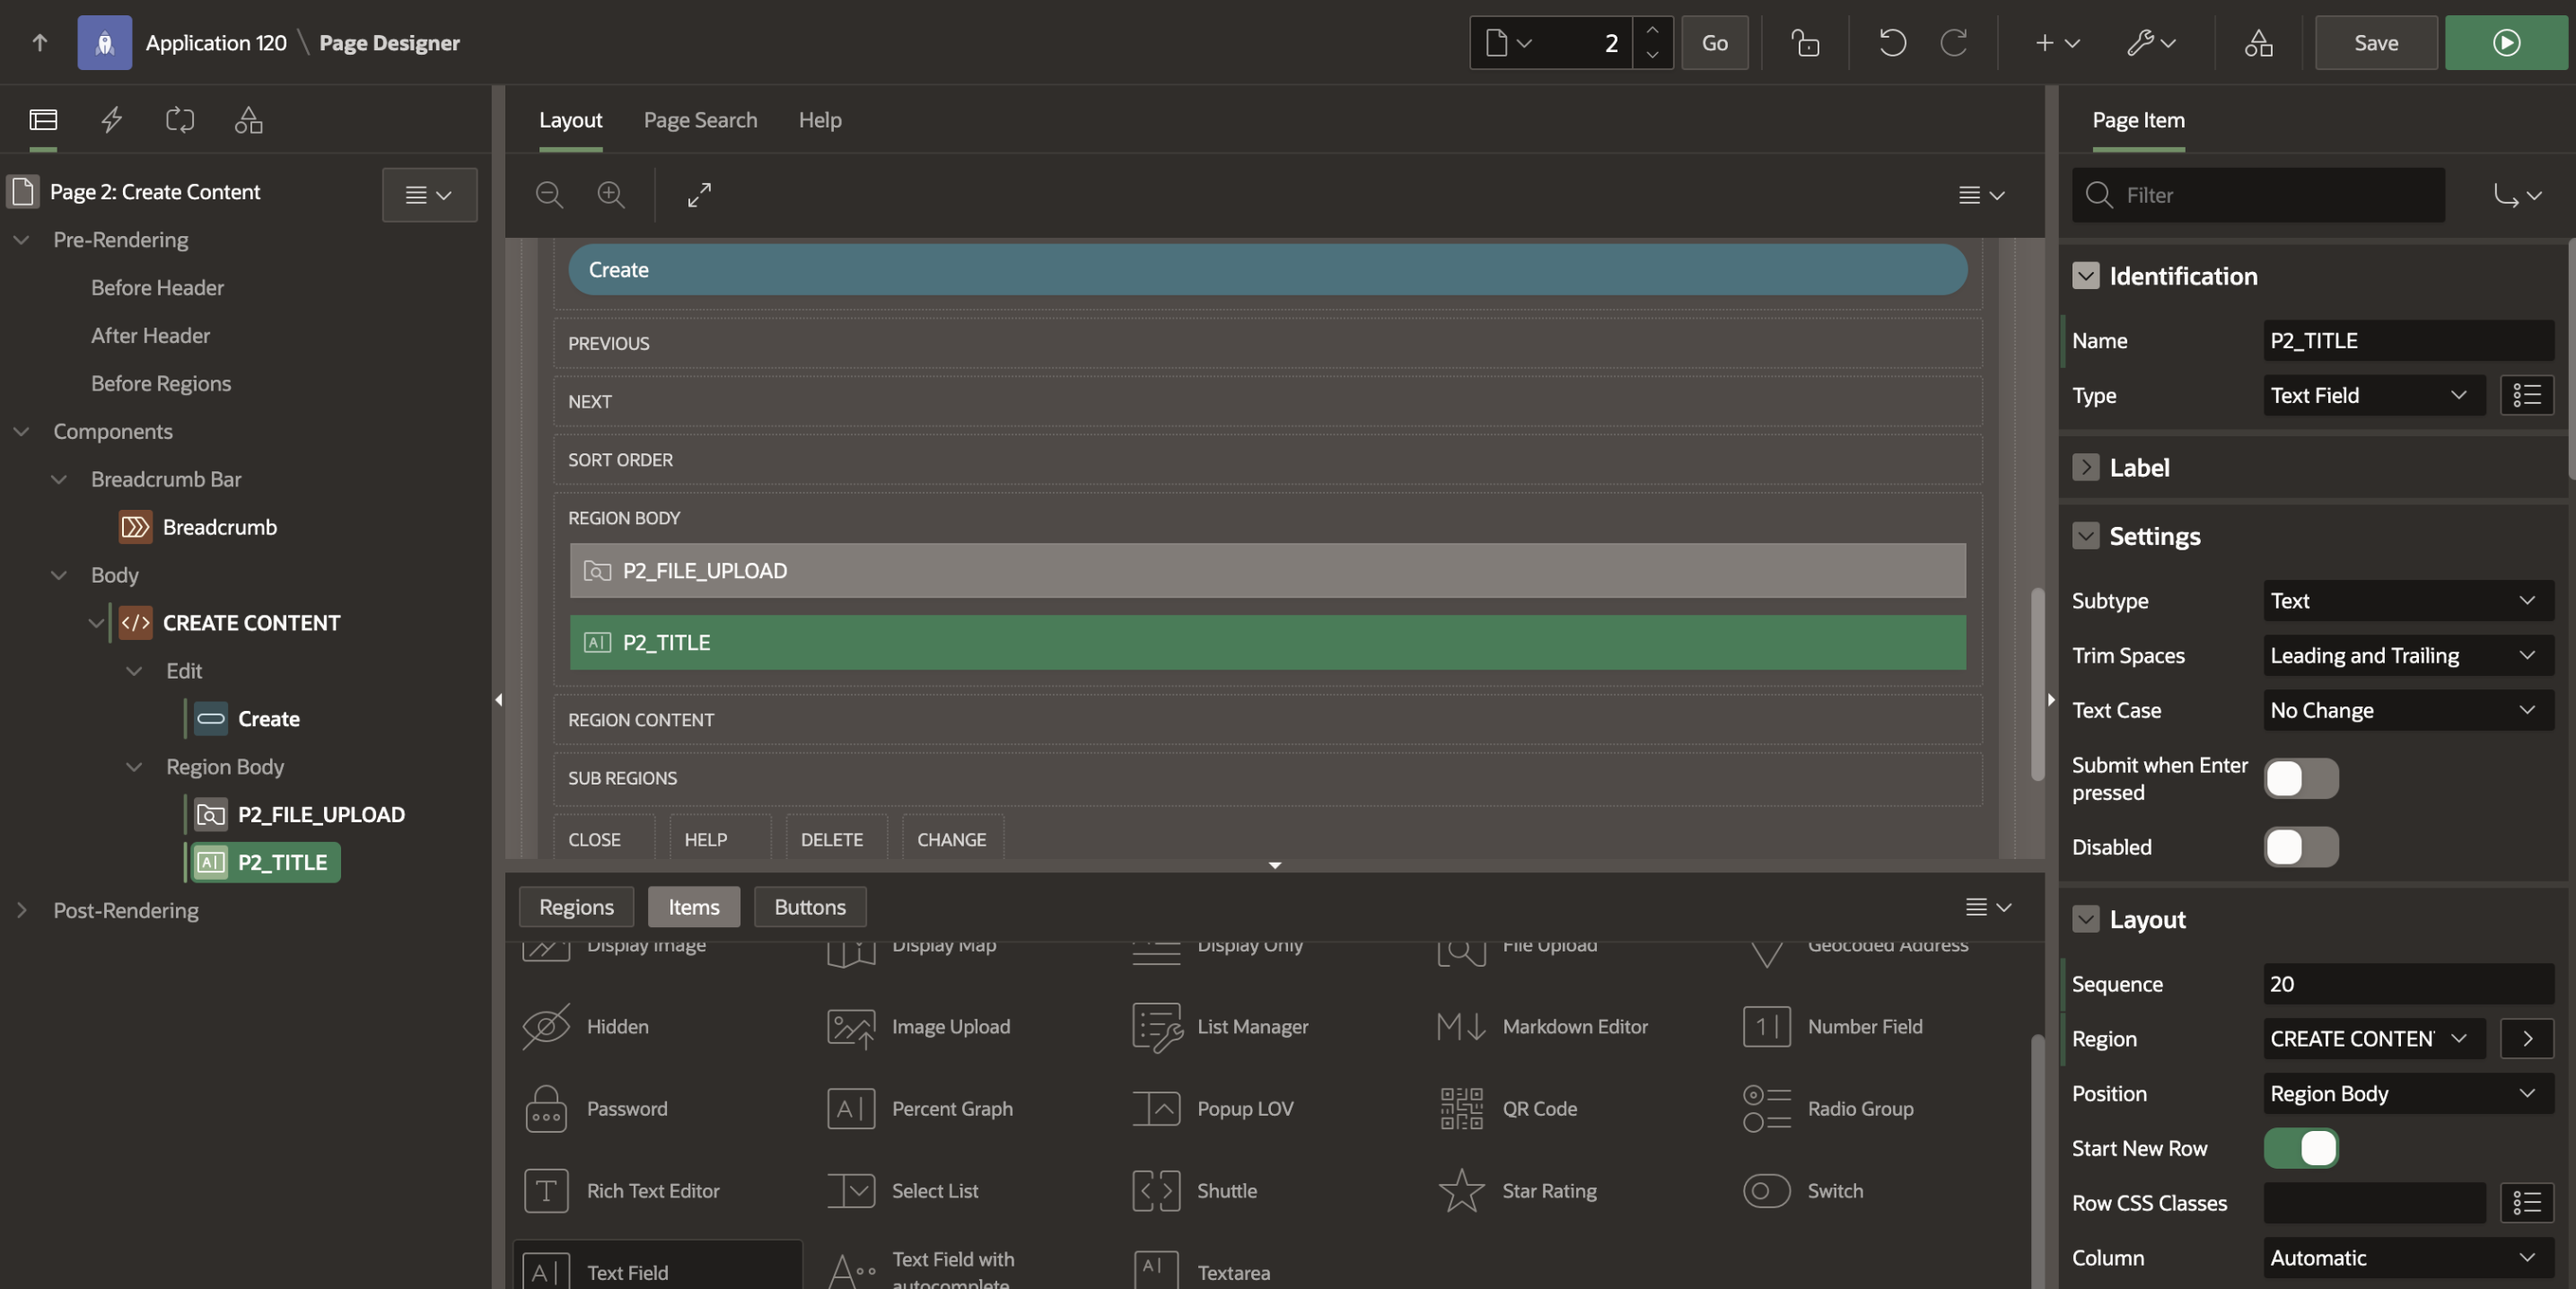 Application 120 \ Page Designer
2
Go
Save
Layout Page Search Help
Page Item
Page 2: Create Content
Pre-Rendering
Before Header
After Header
Before Regions
Components
Breadcrumb Bar
Breadcrumb
Body
CREATE CONTENT
Edit
Create
Region Body
P2_FILE_UPLOAD
P2_TITLE
Post-Rendering
Create
PREVIOUS
NEXT
SORT ORDER
REGION BODY
P2_FILE_UPLOAD
P2_TITLE
REGION CONTENT
SUB REGIONS
CLOSE HELP DELETE CHANGE
Regions Items Buttons
Display Image Display Map Display Only File Upload Geocoded Address
Hidden Image Upload List Manager Markdown Editor Number Field
Password Percent Graph Popup LOV QR Code Radio Group
Rich Text Editor Select List Shuttle Star Rating Switch
Text Field Text Field with autocomplete Textarea
Filter
Identification
Name P2_TITLE
Type Text Field
Label
Settings
Subtype Text
Trim Spaces Leading and Trailing
Text Case No Change
Submit when Enter
pressed
Disabled
Layout
Sequence 20
Region CREATE CONTEN
Position Region Body
Start New Row
Row CSS Classes
Column Automatic